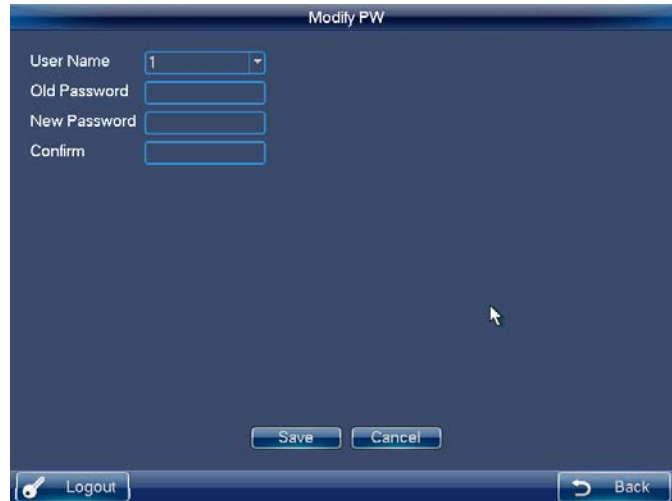 Modify PW
User Name 1
Old Password
New Password
Confirm
Save Cancel
Logout Back